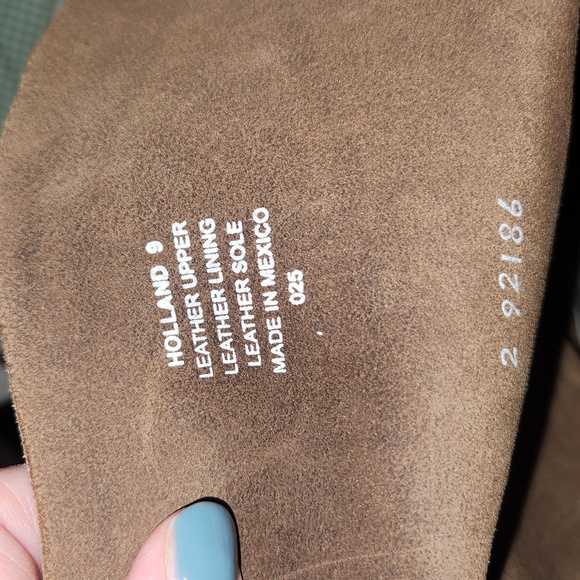 HOLLAND 9
LEATHER UPPER
LEATHER LINING
LEATHER SOLE
MADE IN MEXICO
025
2 92186